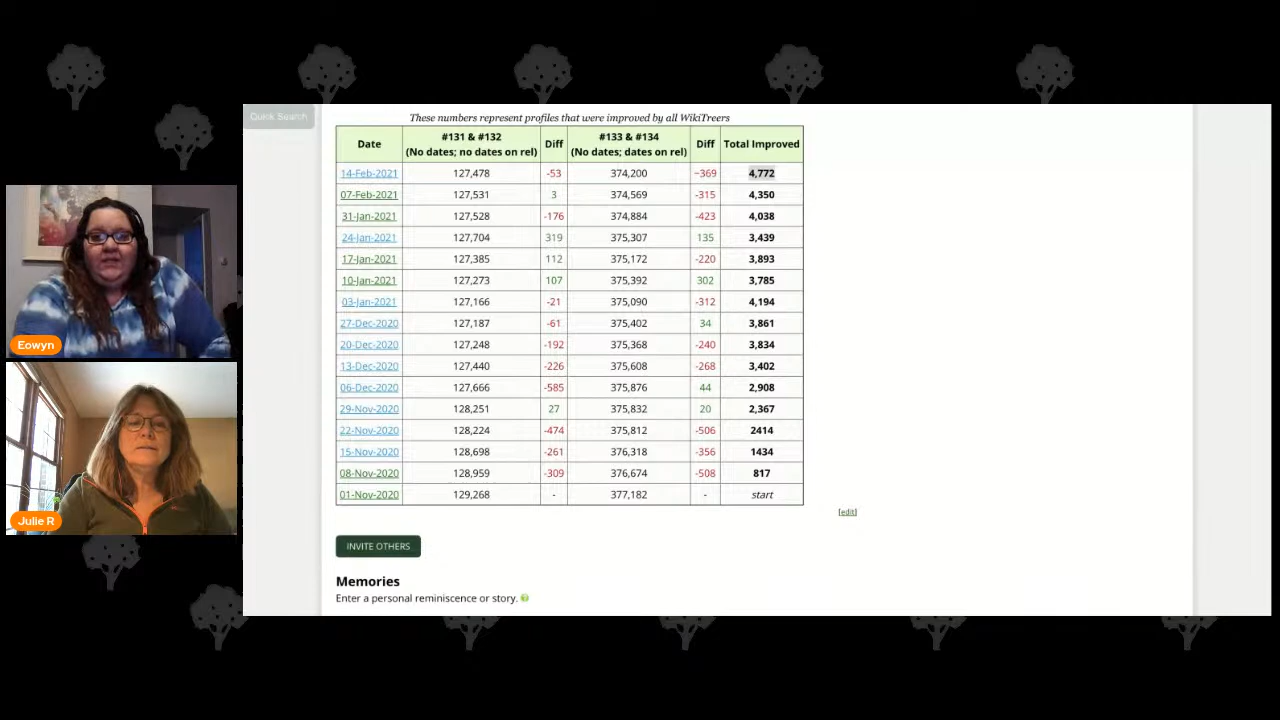 Quick Search
These numbers represent profiles that were improved by all WikiTreers
Date #131 & #132 (No dates; no dates on rel) Diff #133 & #134 (No dates; dates on rel) Diff Total Improved
14-Feb-2021 127,478 -53 374,200 −369 4,772
07-Feb-2021 127,531 3 374,569 -315 4,350
31-Jan-2021 127,528 -176 374,884 -423 4,038
24-Jan-2021 127,704 319 375,307 135 3,439
17-Jan-2021 127,385 112 375,172 -220 3,893
10-Jan-2021 127,273 107 375,392 302 3,785
03-Jan-2021 127,166 -21 375,090 -312 4,194
27-Dec-2020 127,187 -61 375,402 34 3,861
20-Dec-2020 127,248 -192 375,368 -240 3,834
13-Dec-2020 127,440 -226 375,608 -268 3,402
06-Dec-2020 127,666 -585 375,876 44 2,908
29-Nov-2020 128,251 27 375,832 20 2,367
22-Nov-2020 128,224 -474 375,812 -506 2414
15-Nov-2020 128,698 -261 376,318 -356 1434
08-Nov-2020 128,959 -309 376,674 -508 817
01-Nov-2020 129,268 - 377,182 - start
[edit]
INVITE OTHERS
Memories
Enter a personal reminiscence or story.
Eowyn
Julie R